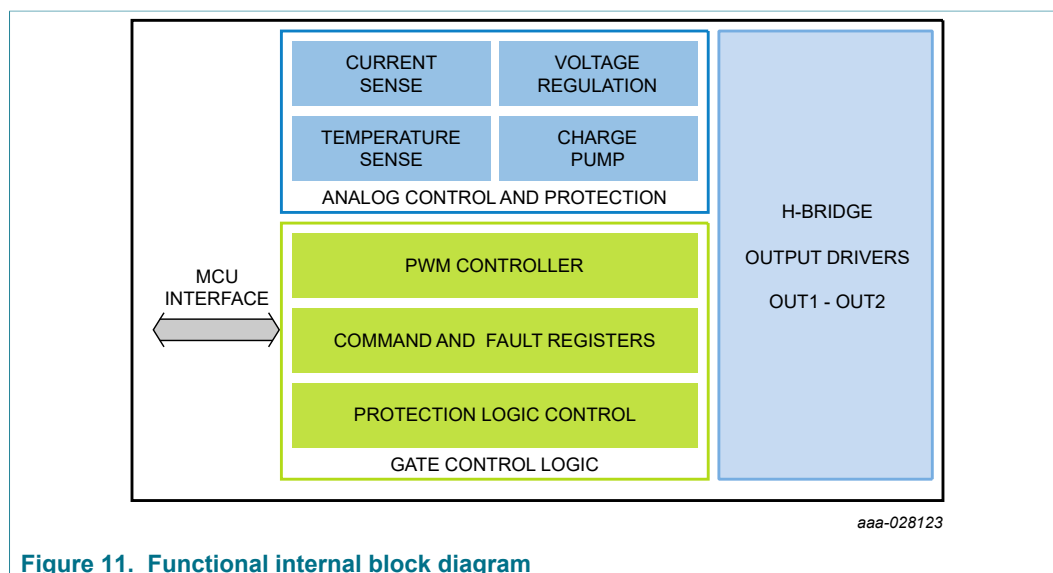 CURRENT
SENSE
VOLTAGE
REGULATION
TEMPERATURE
SENSE
CHARGE
PUMP
ANALOG CONTROL AND PROTECTION
MCU
INTERFACE
PWM CONTROLLER
COMMAND AND FAULT REGISTERS
PROTECTION LOGIC CONTROL
GATE CONTROL LOGIC
H-BRIDGE
OUTPUT DRIVERS
OUT1 - OUT2
aaa-028123
Figure 11. Functional internal block diagram